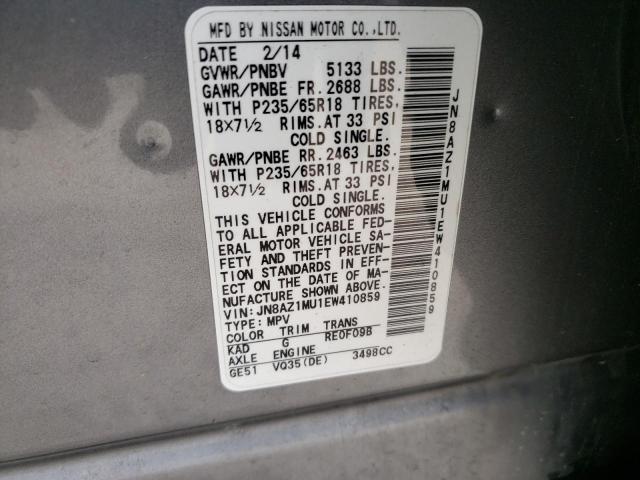 MFD BY NISSAN MOTOR CO.,LTD.
DATE 2/14
GVWR/PNBV 5133 LBS.
GAWR/PNBE FR. 2688 LBS.
WITH P235/65R18 TIRES,
18X7 1/2 RIMS. AT 33 PSI
COLD SINGLE.
GAWR/PNBE RR. 2463 LBS.
WITH P235/65R18 TIRES,
18X7 1/2 RIMS. AT 33 PSI
COLD SINGLE.
THIS VEHICLE CONFORMS
TO ALL APPLICABLE FED-
ERAL MOTOR VEHICLE SA-
FETY AND THEFT PREVEN-
TION STANDARDS IN EFF-
ECT ON THE DATE OF MA-
NUFACTURE SHOWN ABOVE.
VIN: JN8AZ1MU1EW410859
TYPE: MPV
COLOR TRIM TRANS
KAD G RE0F09B
AXLE ENGINE
GE51 VQ35(DE) 3498CC
JN8AZ1MU1EW410859